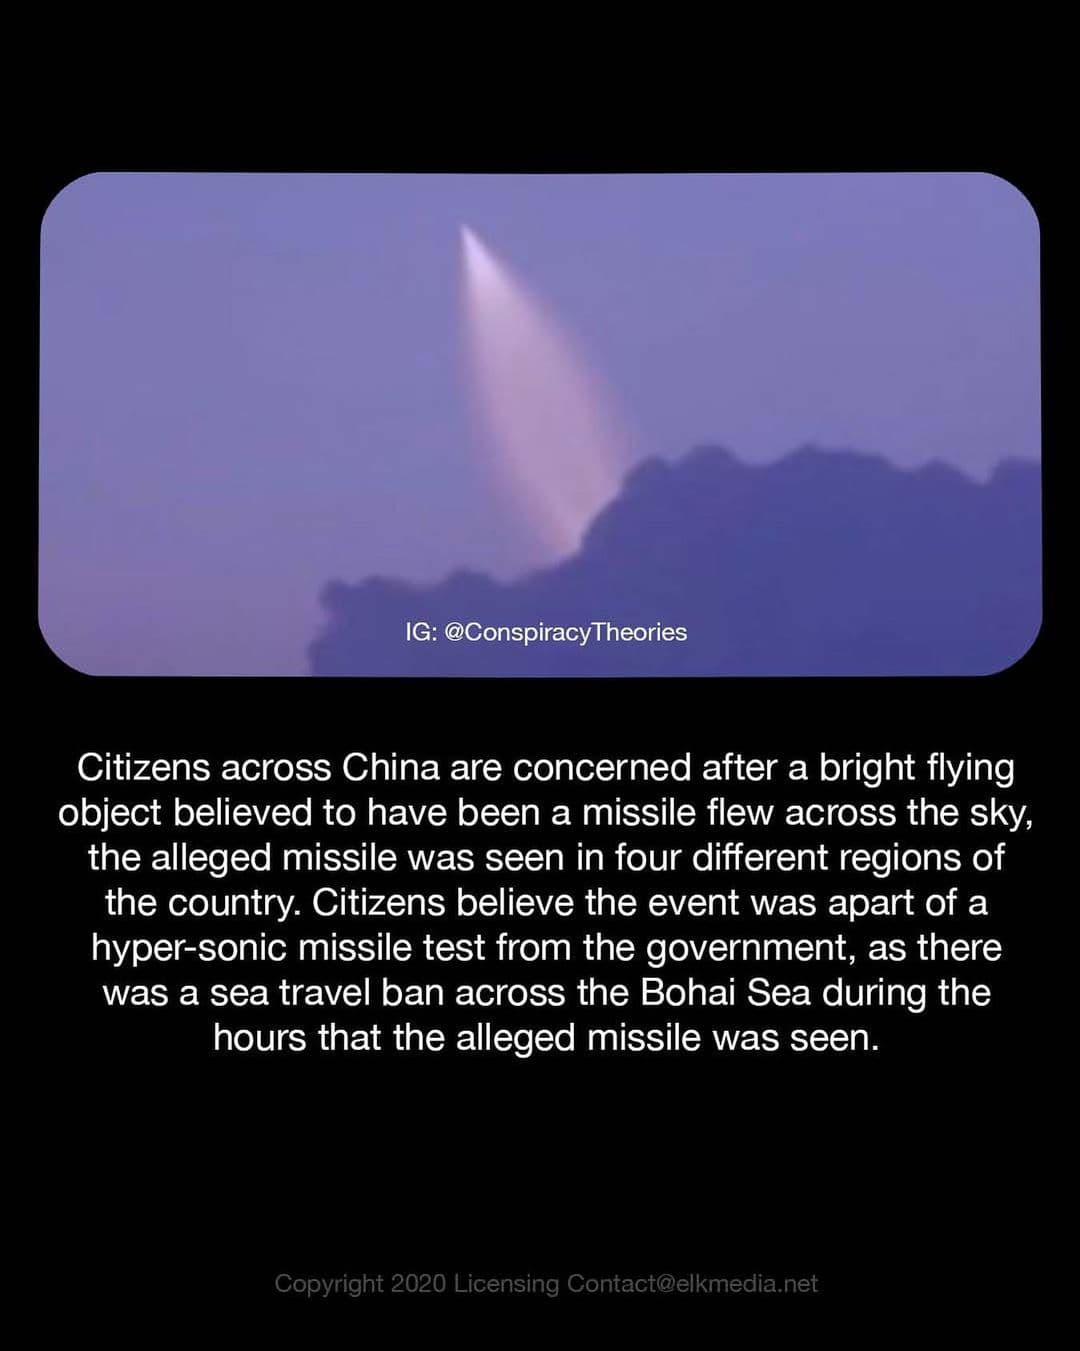 IG: @ConspiracyTheories
Citizens across China are concerned after a bright flying
object believed to have been a missile flew across the sky,
the alleged missile was seen in four different regions of
the country. Citizens believe the event was apart of a
hyper-sonic missile test from the government, as there
was a sea travel ban across the Bohai Sea during the
hours that the alleged missile was seen.
Copyright 2020 Licensing Contact@elkmedia.net